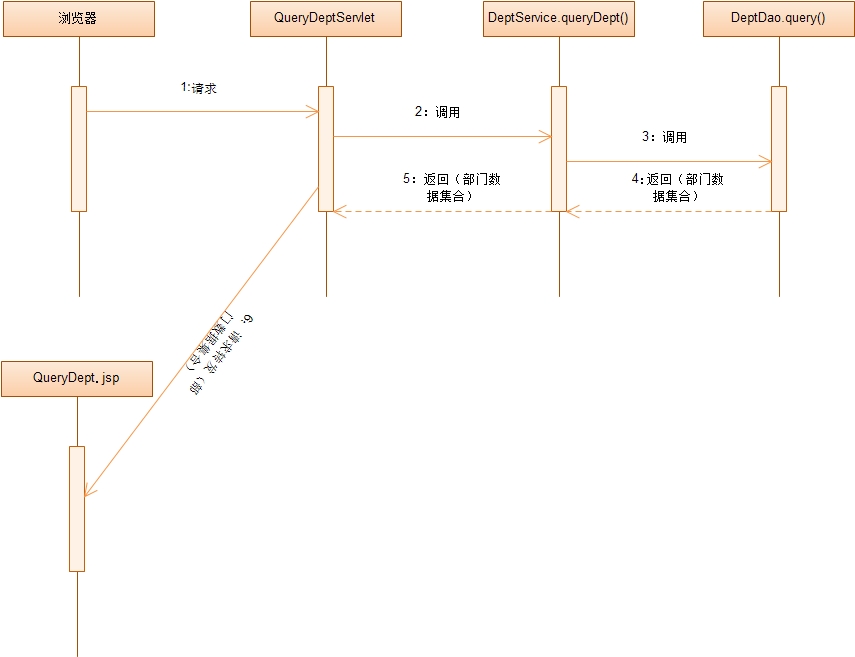 浏览器
QueryDeptServlet
DeptService.queryDept()
DeptDao.query()
1:请求
2：调用
3：调用
5：返回（部门数
据集合）
4:返回（部门数
据集合）
6：请求转发（部
门数据集合）
QueryDept.jsp